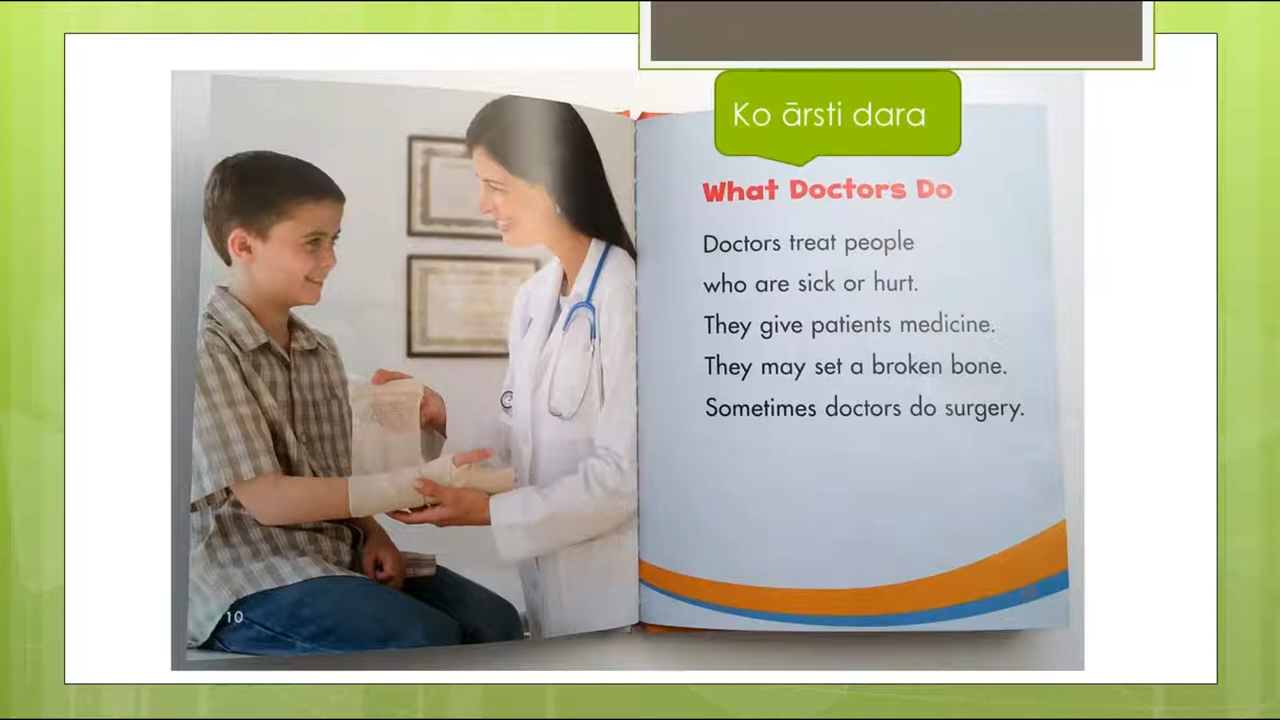 Ko ārsti dara
What Doctors Do
Doctors treat people
who are sick or hurt.
They give patients medicine.
They may set a broken bone.
Sometimes doctors do surgery.
10